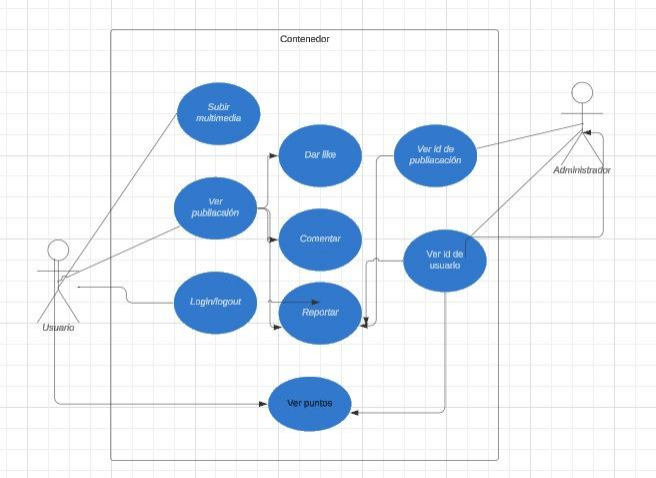 Contenedor
Subir
multimedia
Dar like
Ver id de
publiacación
Administrador
Ver
publiacaión
Comentar
Ver id de
usuario
Login/logout
Reportar
Usuario
Ver puntos